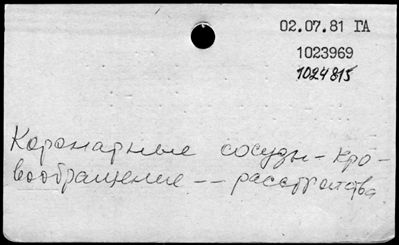 02.07.81 ГА
1023969
1024815
Коронарные сосуды - кро-
вообращение -- расстройства